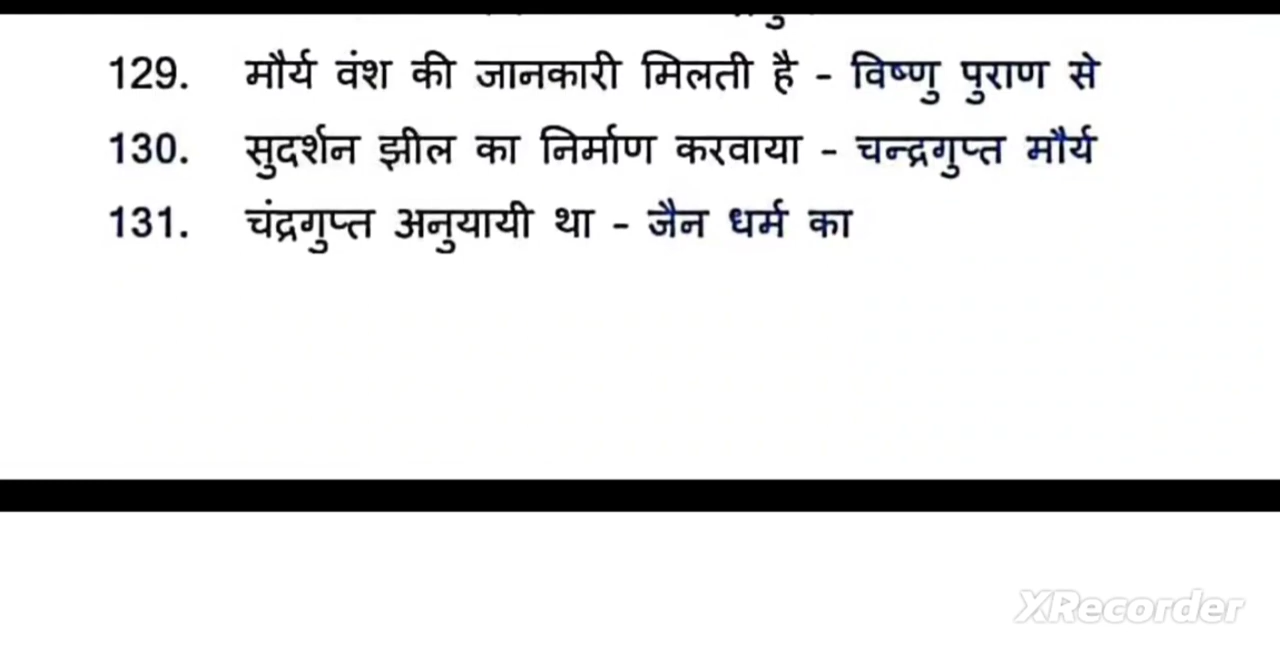 129. मौर्य वंश की जानकारी मिलती है - विष्णु पुराण से
130. सुदर्शन झील का निर्माण करवाया - चन्द्रगुप्त मौर्य
131. चंद्रगुप्त अनुयायी था - जैन धर्म का
XRecorder